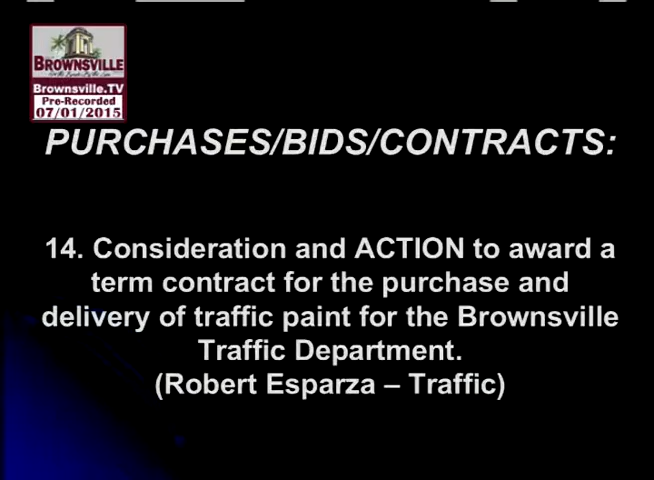 BROWNSVILLE
Brownsville.TV
Pre-Recorded
07/01/2015
PURCHASES/BIDS/CONTRACTS:
14. Consideration and ACTION to award a
term contract for the purchase and
delivery of traffic paint for the Brownsville
Traffic Department.
(Robert Esparza – Traffic)